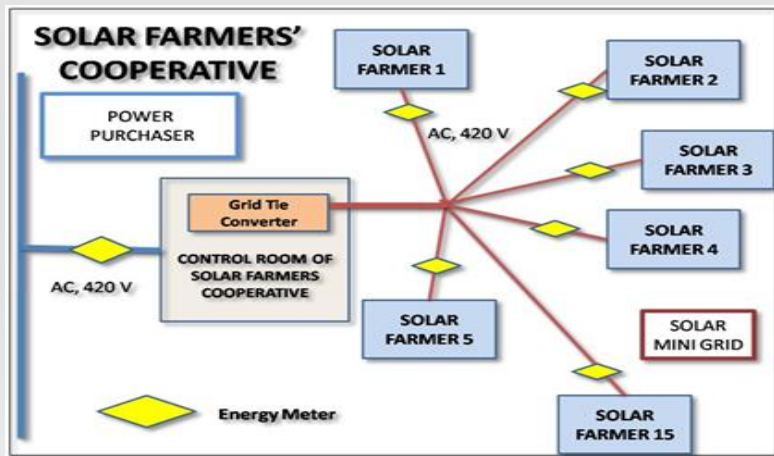 SOLAR FARMERS'
COOPERATIVE
POWER
PURCHASER
SOLAR
FARMER 1
SOLAR
FARMER 2
AC, 420 V
SOLAR
FARMER 3
Grid Tie
Converter
SOLAR
FARMER 4
CONTROL ROOM OF
SOLAR FARMERS
COOPERATIVE
AC, 420 V
SOLAR
FARMER 5
SOLAR
MINI GRID
Energy Meter
SOLAR
FARMER 15